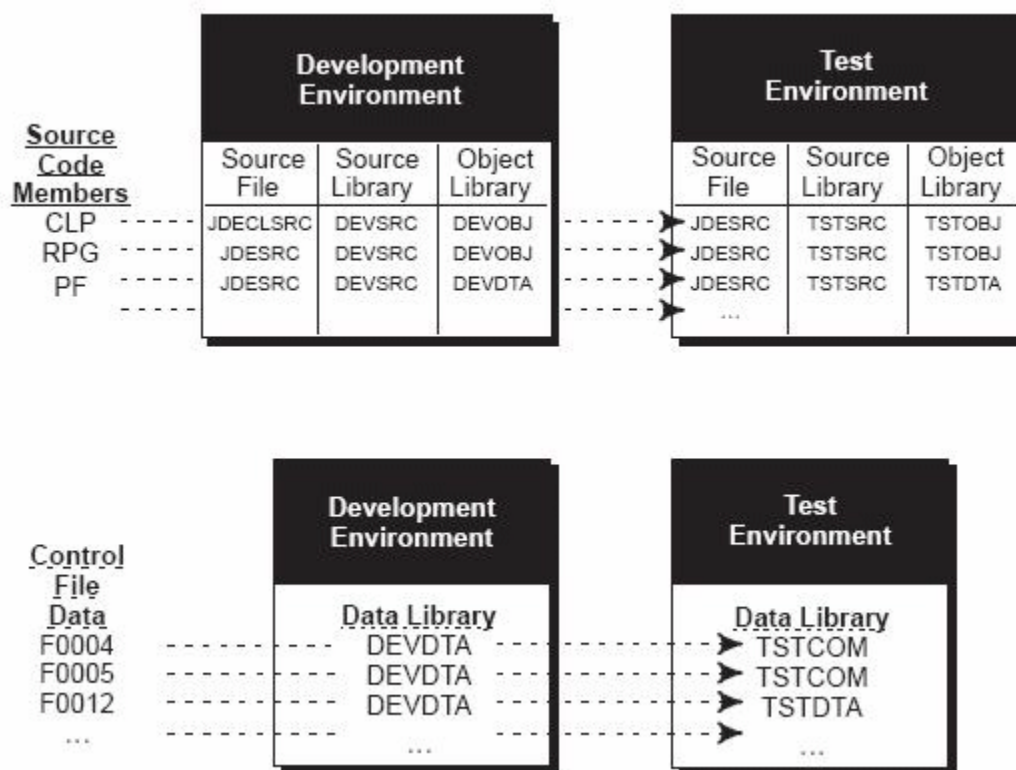 Development
Environment
Test
Environment
Source
Code
Members
Source
File
Source
Library
Object
Library
Source
File
Source
Library
Object
Library
CLP JDECLSRC DEVSRC DEVOBJ JDESRC TSTSRC TSTOBJ
RPG JDESRC DEVSRC DEVOBJ JDESRC TSTSRC TSTOBJ
PF JDESRC DEVSRC DEVDTA JDESRC TSTSRC TSTDTA
...
Development
Environment
Test
Environment
Control
File
Data
Data Library
Data Library
F0004 DEVDTA TSTCOM
F0005 DEVDTA TSTCOM
F0012 DEVDTA TSTDTA
... ... ...